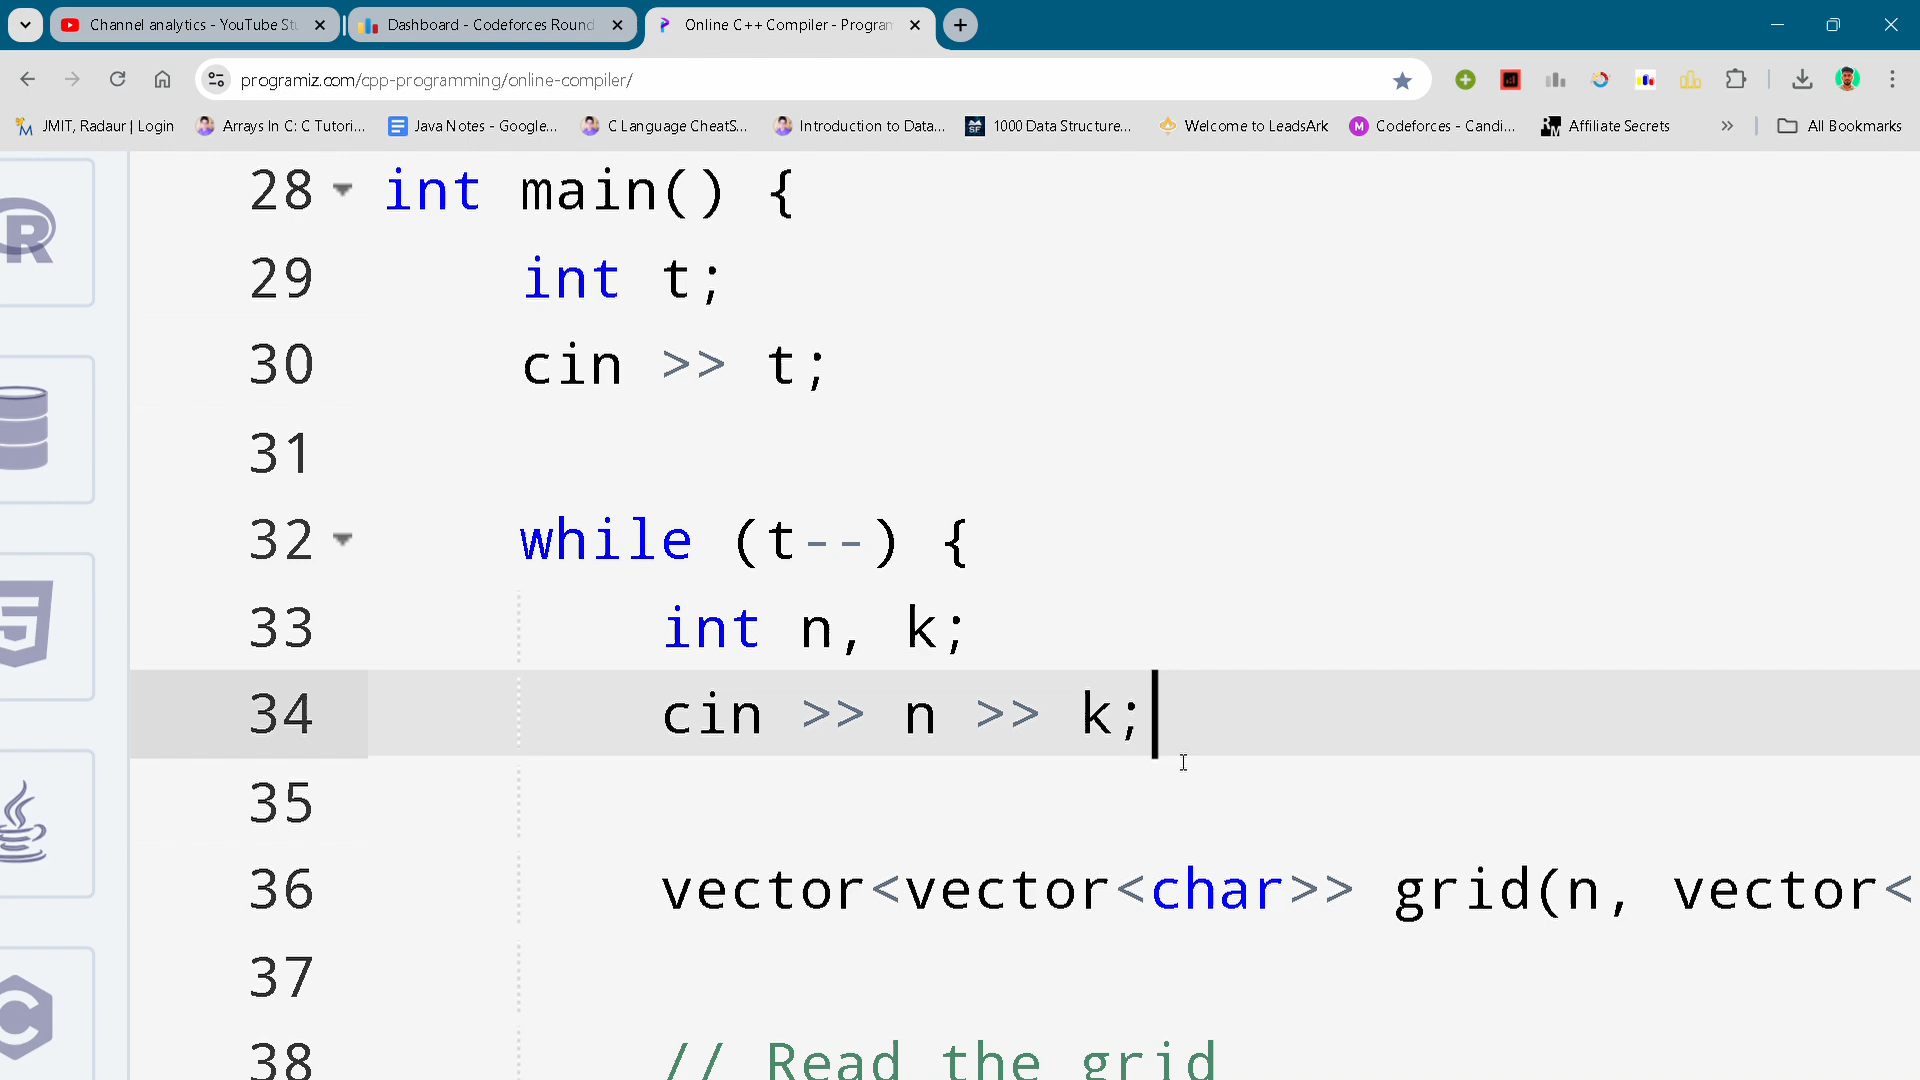 Channel analytics - YouTube Stu
Dashboard - Codeforces Round
Online C++ Compiler - Program
programiz.com/cpp-programming/online-compiler/
JMIT, Radaur | Login
Arrays In C: C Tutori...
Java Notes - Google...
C Language CheatS...
Introduction to Data...
1000 Data Structure...
Welcome to LeadsArk
Codeforces - Candi...
Affiliate Secrets
All Bookmarks
28 int main() {
29 int t;
30 cin >> t;
31
32 while (t--) {
33 int n, k;
34 cin >> n >> k;
35
36 vector<vector<char>> grid(n, vector<
37
38 // Read the grid